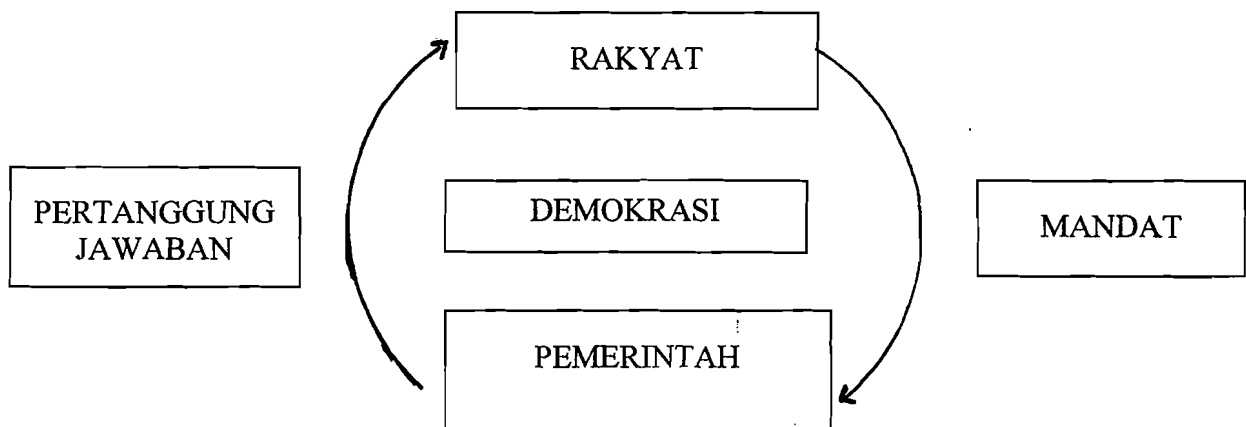 RAKYAT
PERTANGGUNG
JAWABAN
DEMOKRASI
MANDAT
PEMERINTAH